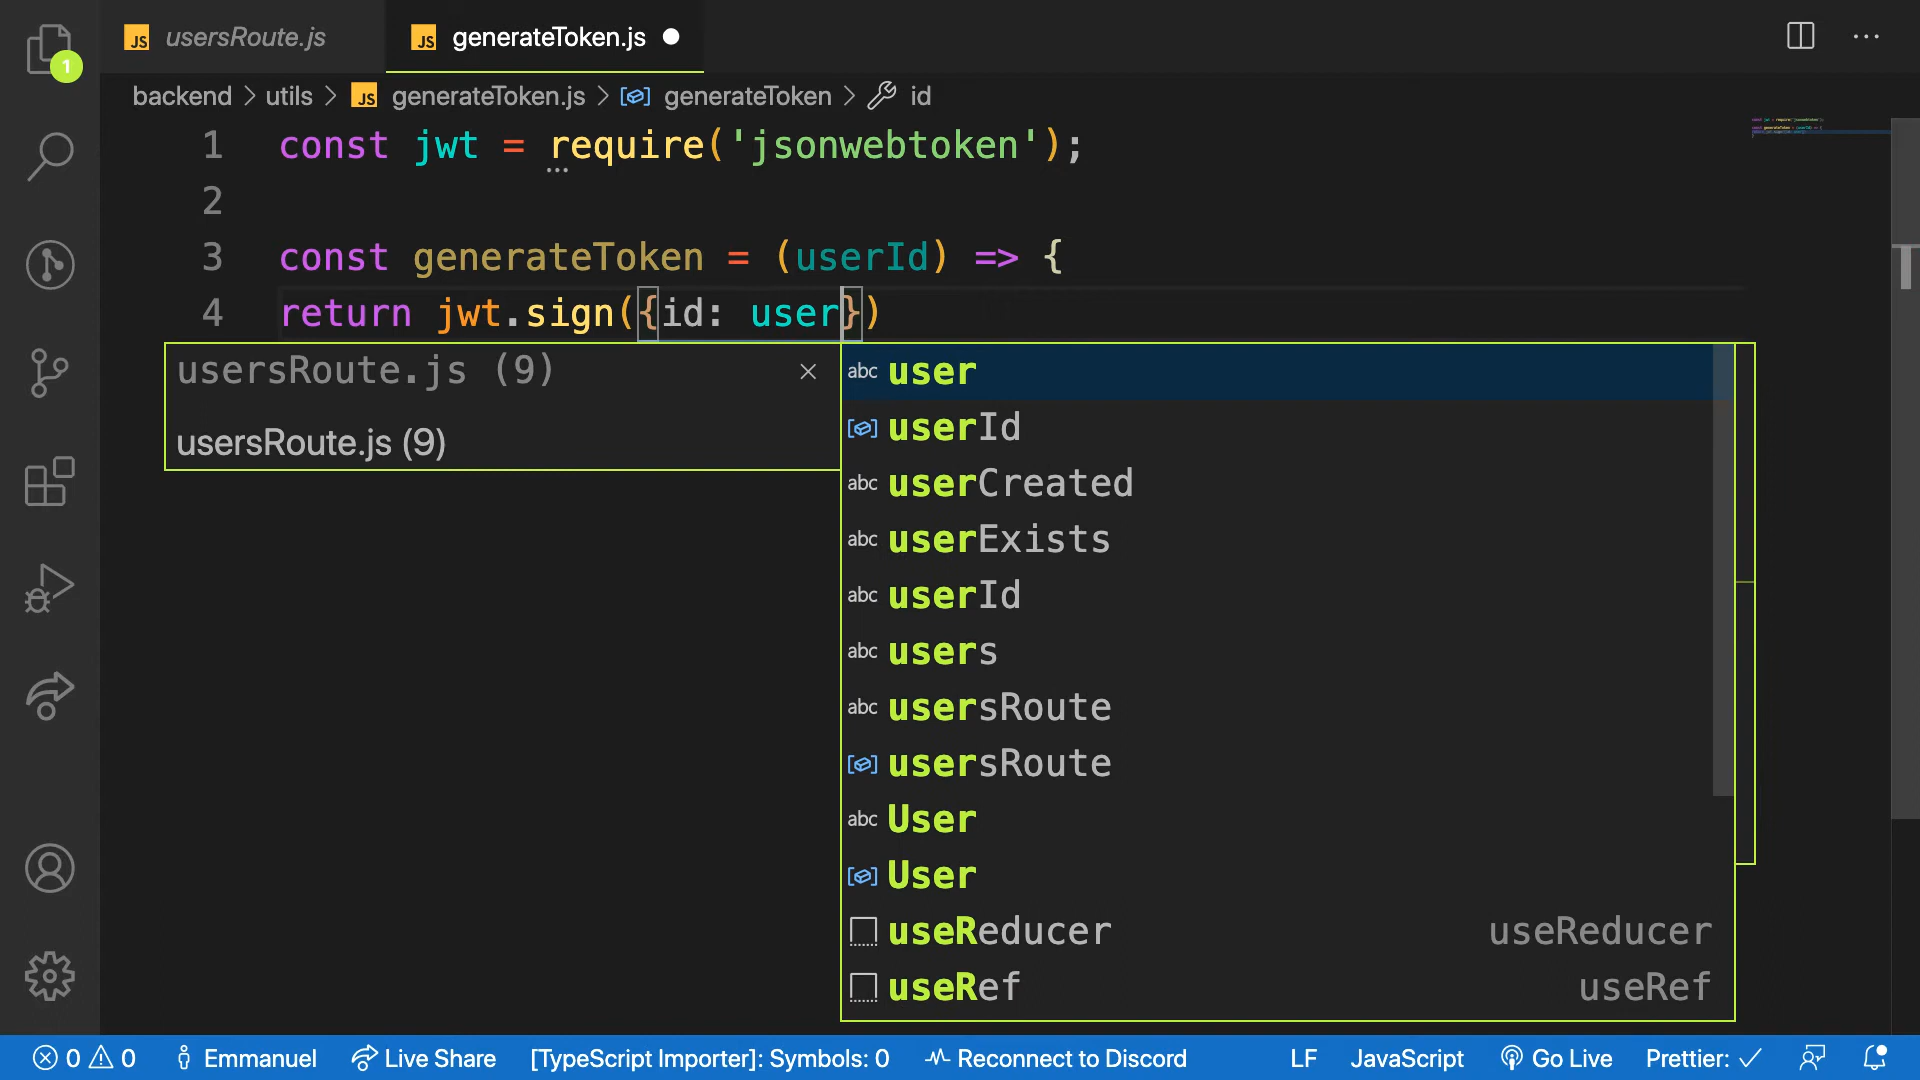 JS usersRoute.js
JS generateToken.js
1
backend > utils > JS generateToken.js > generateToken > id
1 const jwt = require('jsonwebtoken');
2
3 const generateToken = (userId) => {
4 return jwt.sign({id: user})
usersRoute.js (9)
usersRoute.js (9)
abc user
userId
abc userCreated
abc userExists
abc userId
abc users
abc usersRoute
usersRoute
abc User
User
useReducer useReducer
useRef useRef
0 0 Emmanuel Live Share [TypeScript Importer]: Symbols: 0 Reconnect to Discord LF JavaScript Go Live Prettier: ✓